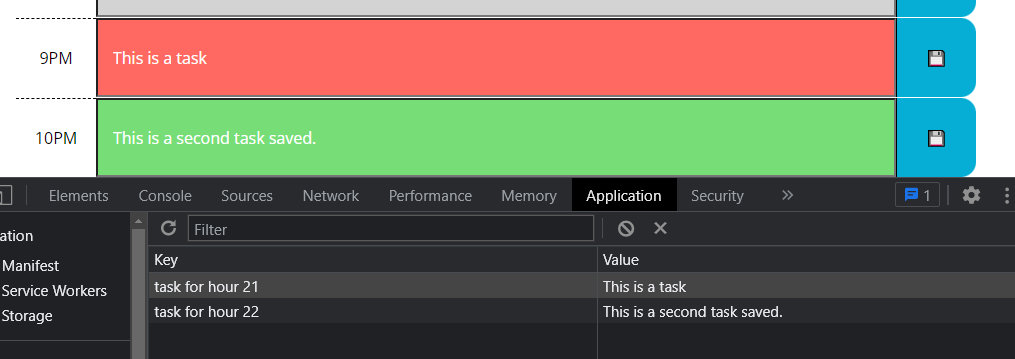 9PM This is a task
10PM This is a second task saved.
Elements Console Sources Network Performance Memory Application Security » 1
ation
Filter
Manifest
Service Workers
Storage
Key Value
task for hour 21 This is a task
task for hour 22 This is a second task saved.